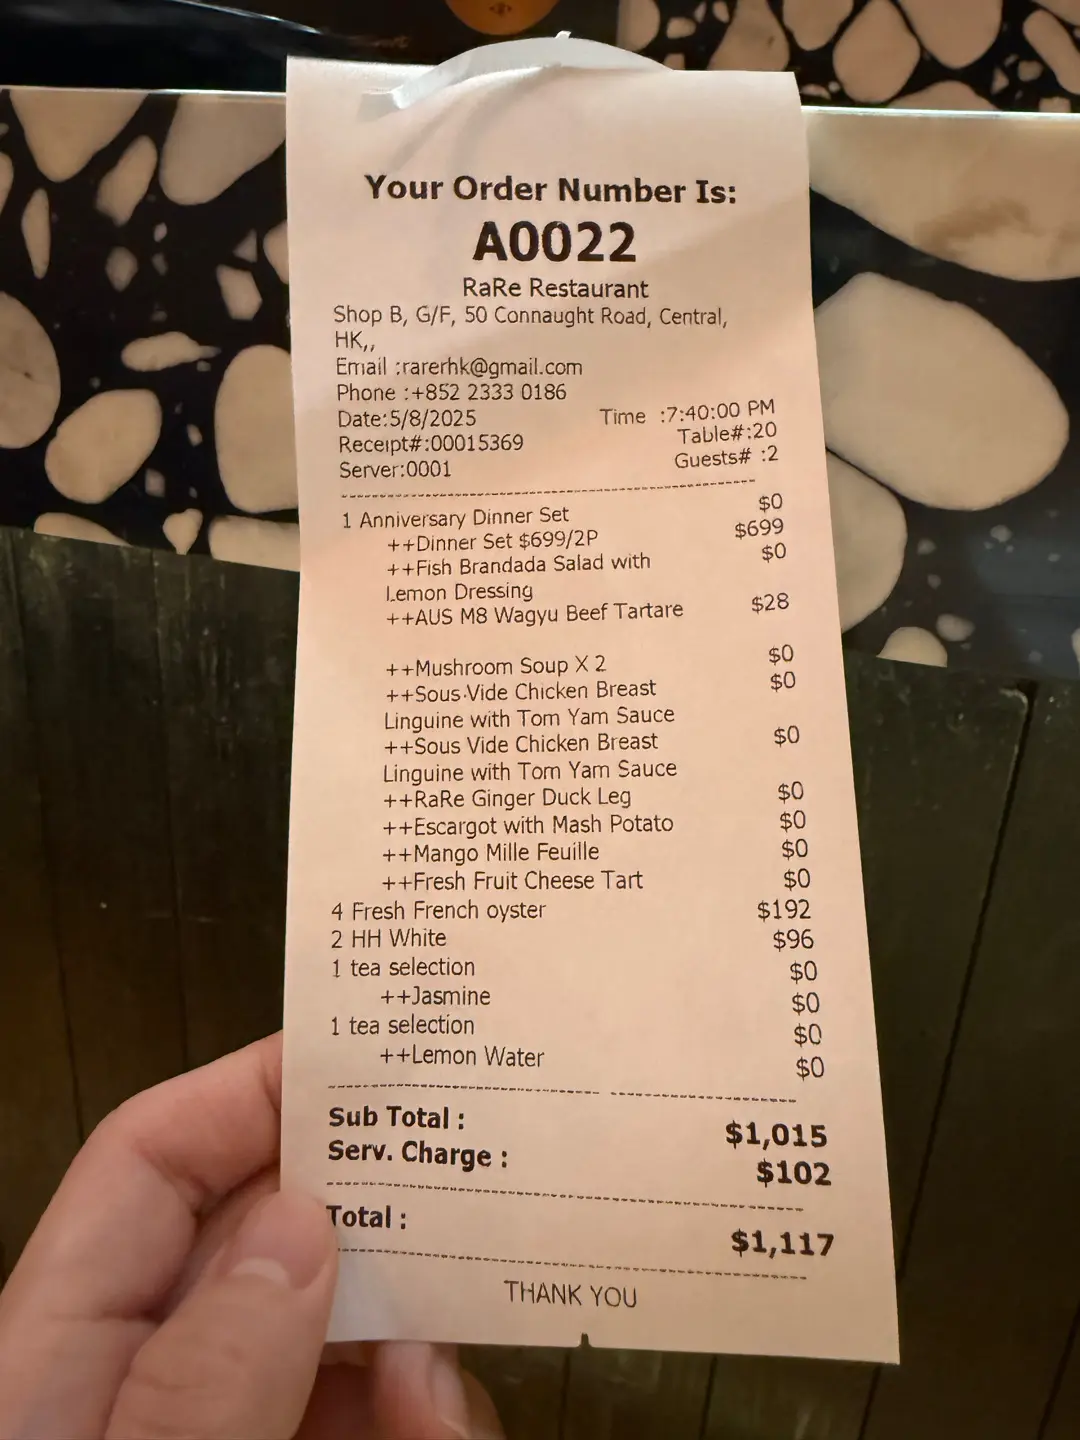 Your Order Number Is:
A0022
RaRe Restaurant
Shop B, G/F, 50 Connaught Road, Central,
HK,,
Email :rarerhk@gmail.com
Phone :+852 2333 0186
Date:5/8/2025 Time :7:40:00 PM
Receipt#:00015369 Table#:20
Server:0001 Guests# :2
1 Anniversary Dinner Set $0
++Dinner Set $699/2P $699
++Fish Brandada Salad with $0
Lemon Dressing
++AUS M8 Wagyu Beef Tartare $28
++Mushroom Soup X 2 $0
++Sous Vide Chicken Breast $0
Linguine with Tom Yam Sauce
++Sous Vide Chicken Breast $0
Linguine with Tom Yam Sauce
++RaRe Ginger Duck Leg $0
++Escargot with Mash Potato $0
++Mango Mille Feuille $0
++Fresh Fruit Cheese Tart $0
4 Fresh French oyster $192
2 HH White $96
1 tea selection $0
++Jasmine $0
1 tea selection $0
++Lemon Water $0
Sub Total : $1,015
Serv. Charge : $102
Total : $1,117
THANK YOU